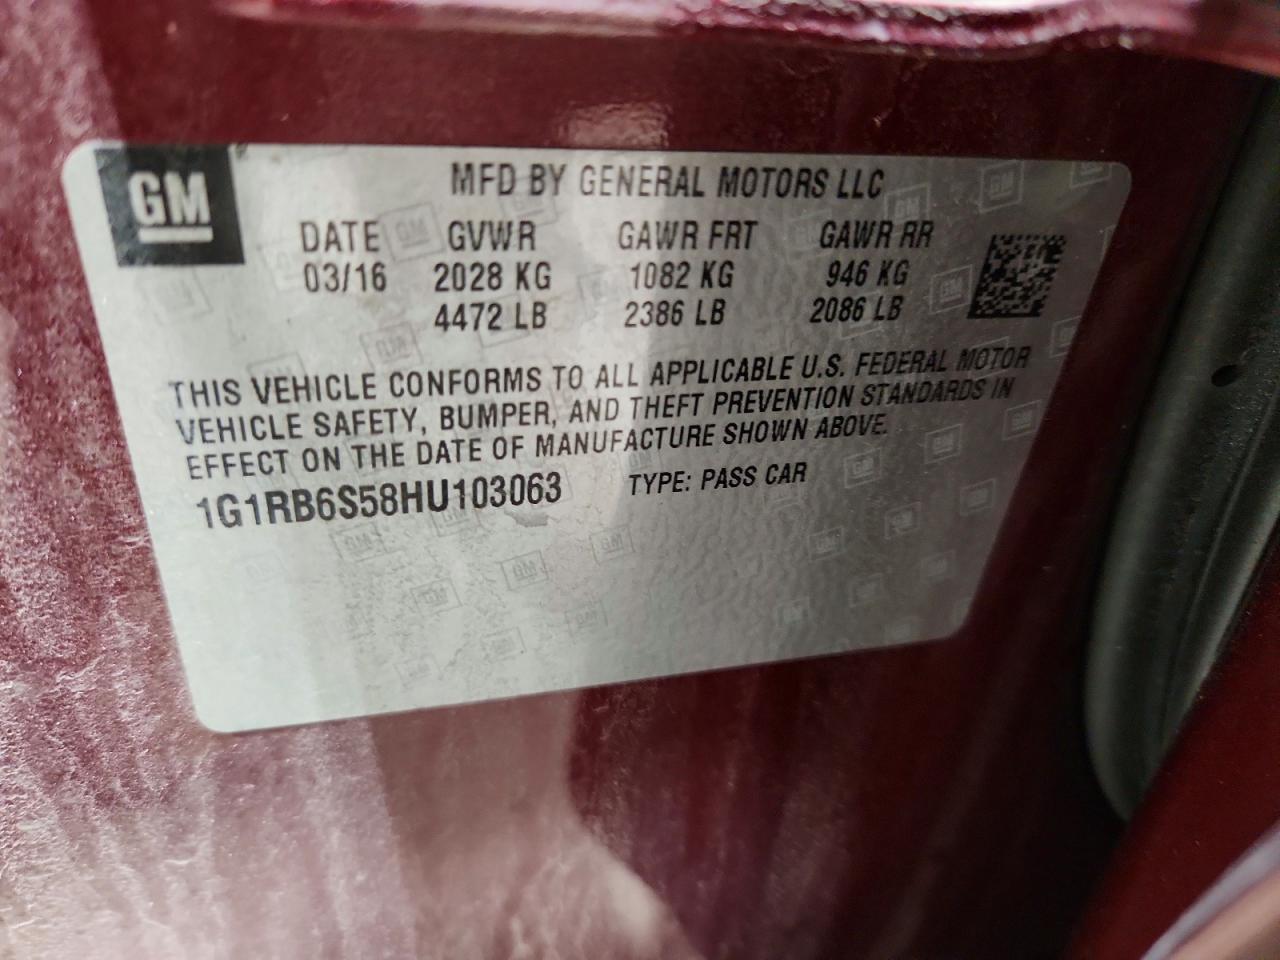 GM
MFD BY GENERAL MOTORS LLC
DATE GVWR GAWR FRT GAWR RR
03/16 2028 KG 1082 KG 946 KG
4472 LB 2386 LB 2086 LB
THIS VEHICLE CONFORMS TO ALL APPLICABLE U.S. FEDERAL MOTOR
VEHICLE SAFETY, BUMPER, AND THEFT PREVENTION STANDARDS IN
EFFECT ON THE DATE OF MANUFACTURE SHOWN ABOVE.
1G1RB6S58HU103063 TYPE: PASS CAR